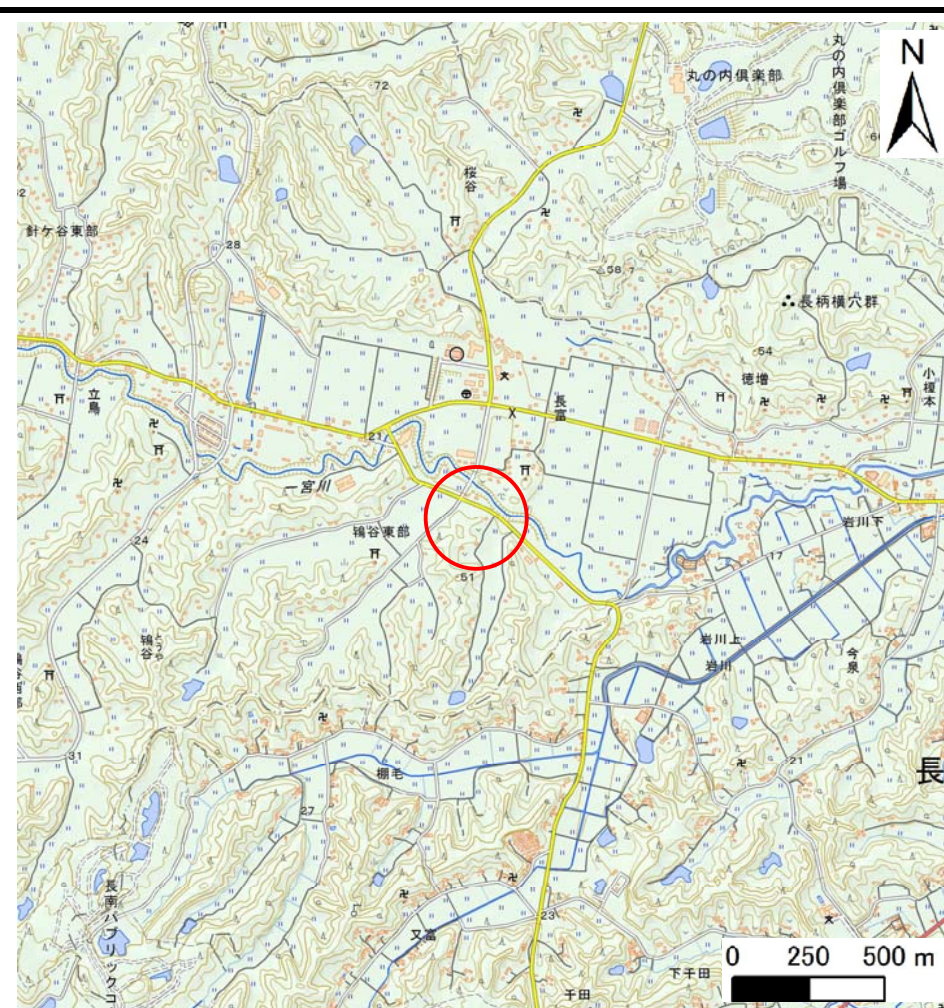 N
丸の内倶楽部
丸の内倶楽部ゴルフ場
72
桜谷
針ケ谷東部
28
58.7
長柄横穴群
54
徳増
小榎本
立鳥
長富
21
一宮川
鴇谷東部
岩川下
24
51
17
鴇谷
とうや
岩川上
岩川
今泉
31
21
棚毛
長
27
長南パブリックコ
23
又富
下千田
千田
0 250 500 m